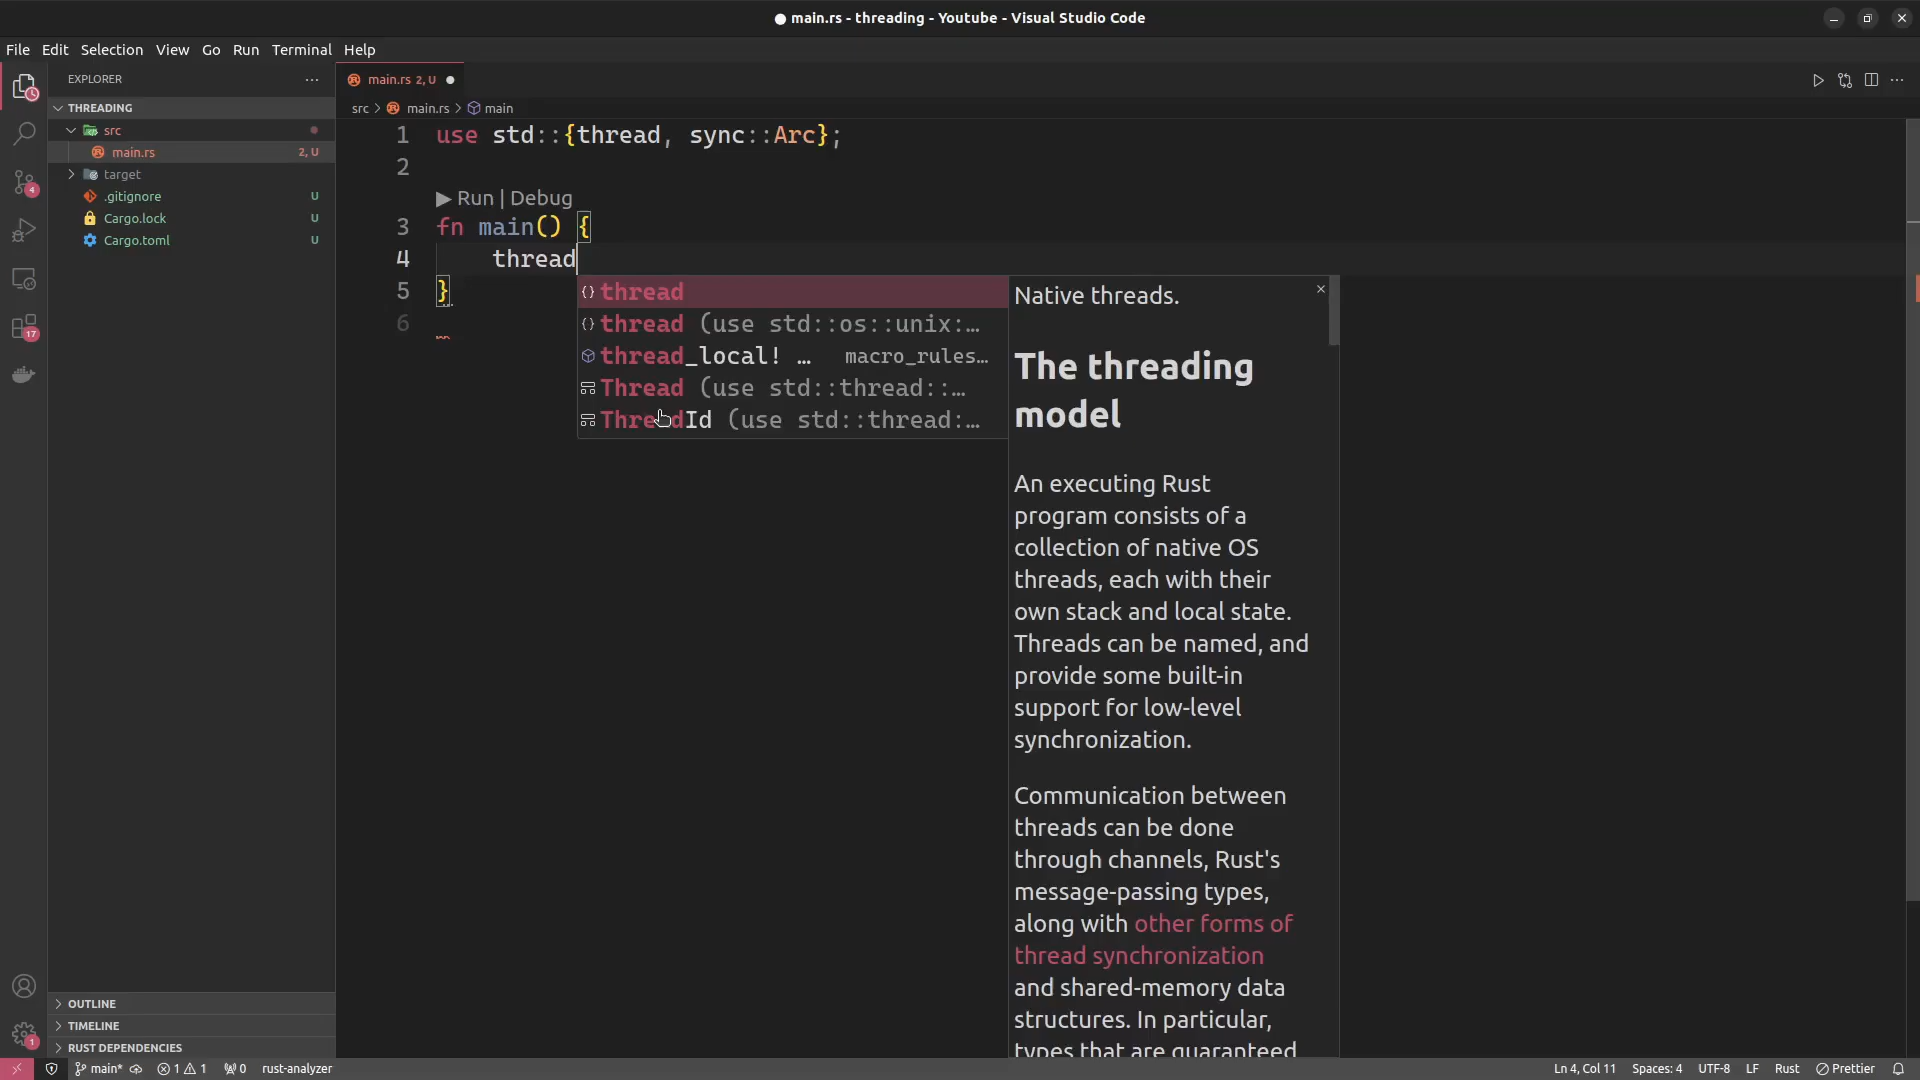 main.rs - threading - Youtube - Visual Studio Code
File Edit Selection View Go Run Terminal Help
EXPLORER
THREADING
src
main.rs 2, U
target
.gitignore U
Cargo.lock U
Cargo.toml U
4
17
1
OUTLINE
TIMELINE
RUST DEPENDENCIES
main.rs 2, U
src > main.rs > main
1 use std::{thread, sync::Arc};
2
Run | Debug
3 fn main() {
4 thread
5 }
6
thread
thread (use std::os::unix:…
thread_local! … macro_rules…
Thread (use std::thread::…
ThreadId (use std::thread:…
Native threads.
The threading
model
An executing Rust
program consists of a
collection of native OS
threads, each with their
own stack and local state.
Threads can be named, and
provide some built-in
support for low-level
synchronization.
Communication between
threads can be done
through channels, Rust's
message-passing types,
along with other forms of
thread synchronization
and shared-memory data
structures. In particular,
types that are guaranteed
main* 1 1 0 rust-analyzer Ln 4, Col 11 Spaces: 4 UTF-8 LF Rust Prettier